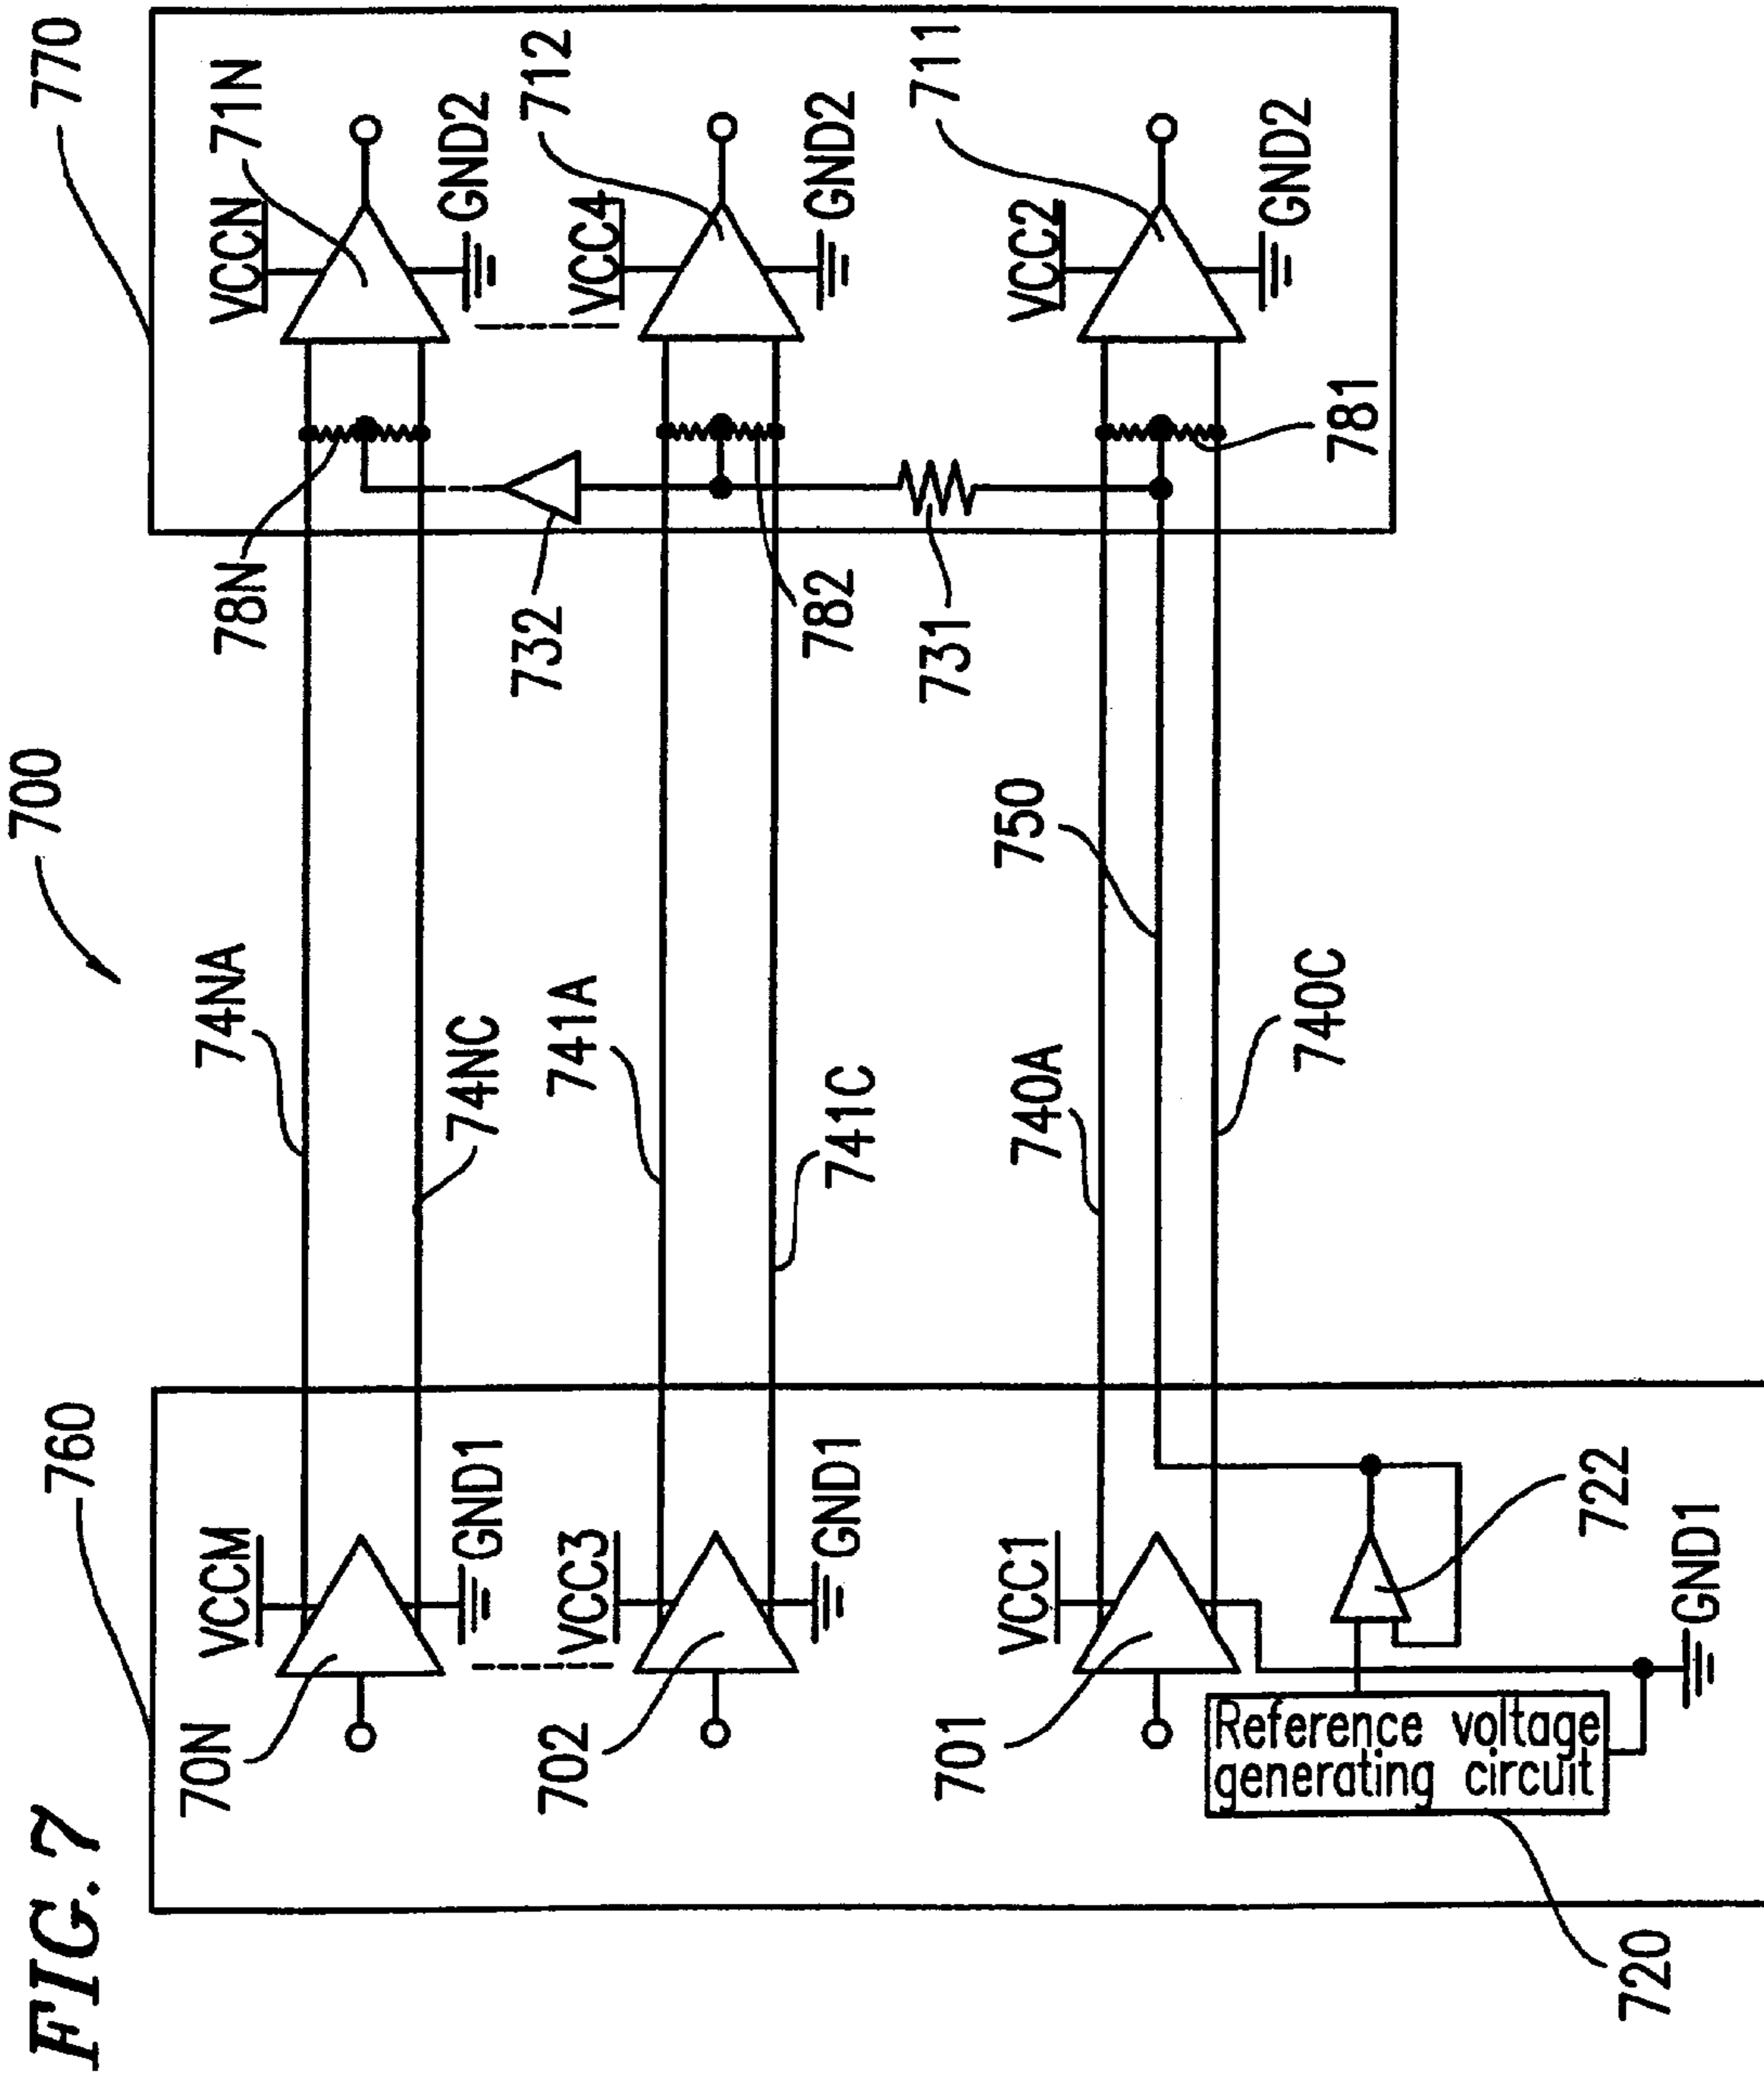 FIG. 7
700
760
770
VCCM
70N
GND1
74NA
74NC
78N
VCCN
71N
GND2
VCC3
702
GND1
741A
741C
732
782
VCC4
712
GND2
731
VCC1
701
740A
750
740C
781
VCC2
711
GND2
Reference voltage
generating circuit
720
722
GND1